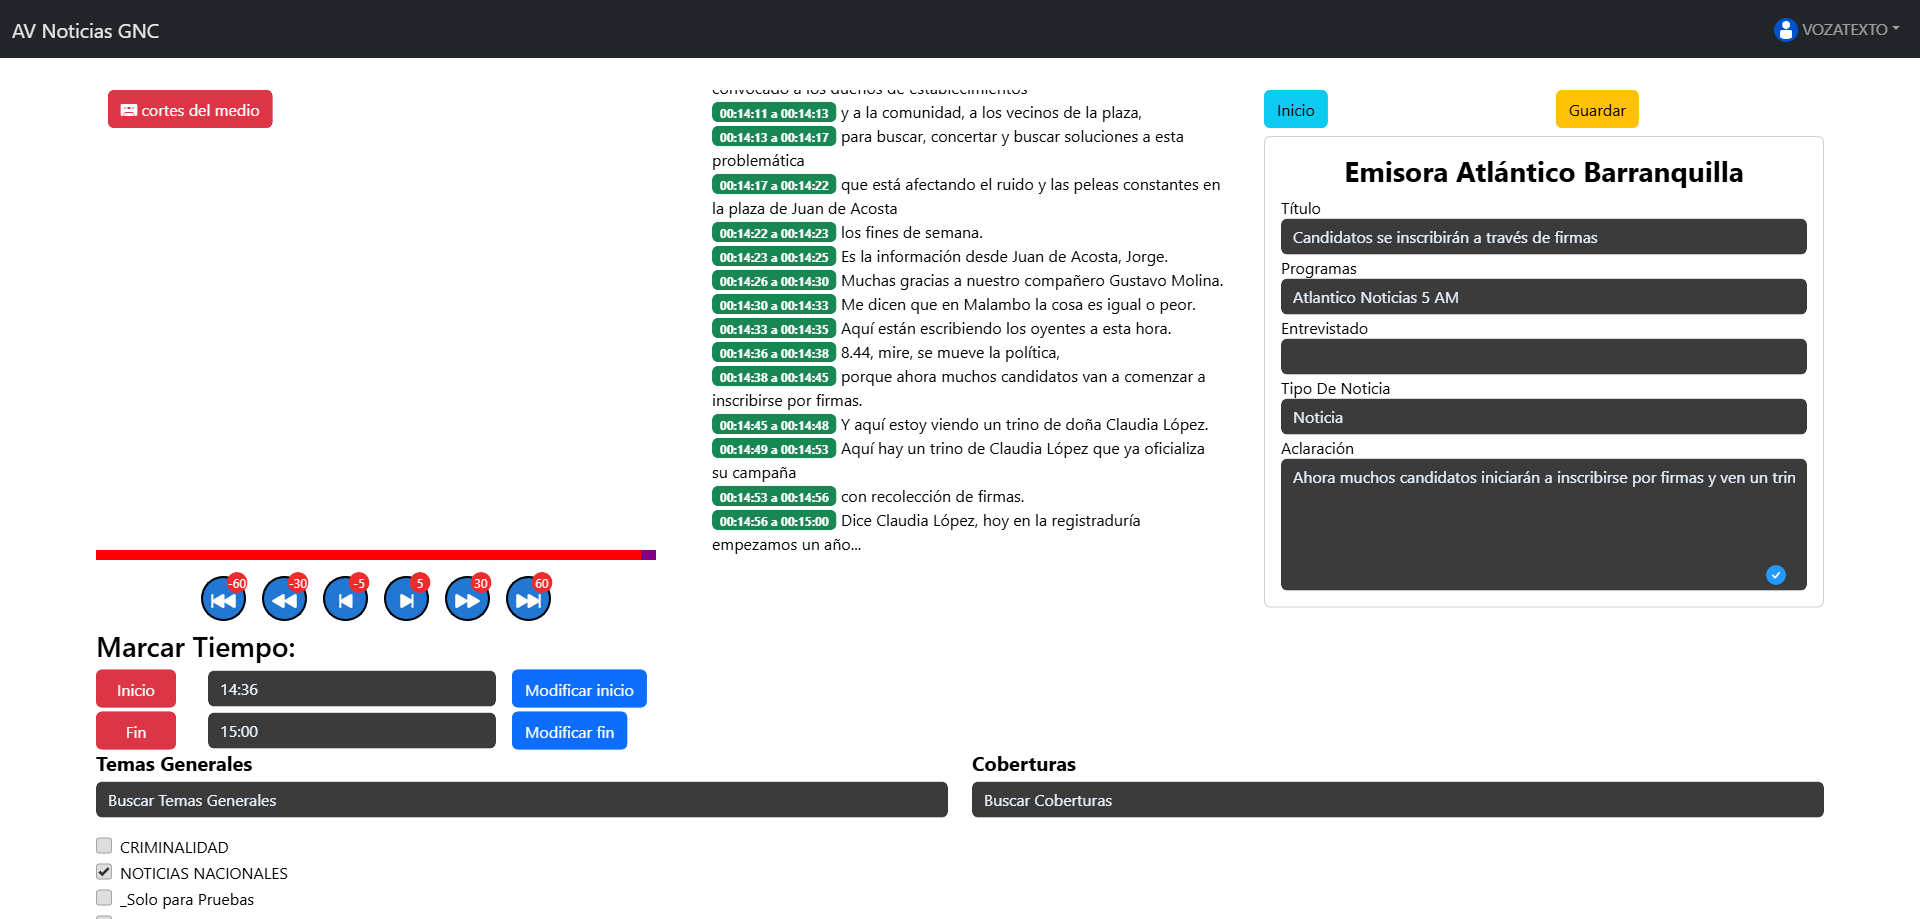 AV Noticias GNC
VOZATEXTO
cortes del medio
convocado a los dueños de establecimientos
00:14:11 a 00:14:13 y a la comunidad, a los vecinos de la plaza,
00:14:13 a 00:14:17 para buscar, concertar y buscar soluciones a esta
problemática
00:14:17 a 00:14:22 que está afectando el ruido y las peleas constantes en
la plaza de Juan de Acosta
00:14:22 a 00:14:23 los fines de semana.
00:14:23 a 00:14:25 Es la información desde Juan de Acosta, Jorge.
00:14:26 a 00:14:30 Muchas gracias a nuestro compañero Gustavo Molina.
00:14:30 a 00:14:33 Me dicen que en Malambo la cosa es igual o peor.
00:14:33 a 00:14:35 Aquí están escribiendo los oyentes a esta hora.
00:14:36 a 00:14:38 8.44, mire, se mueve la política,
00:14:38 a 00:14:45 porque ahora muchos candidatos van a comenzar a
inscribirse por firmas.
00:14:45 a 00:14:48 Y aquí estoy viendo un trino de doña Claudia López.
00:14:49 a 00:14:53 Aquí hay un trino de Claudia López que ya oficializa
su campaña
00:14:53 a 00:14:56 con recolección de firmas.
00:14:56 a 00:15:00 Dice Claudia López, hoy en la registraduría
empezamos un año...
Inicio
Guardar
Emisora Atlántico Barranquilla
Título
Candidatos se inscribirán a través de firmas
Programas
Atlantico Noticias 5 AM
Entrevistado
Tipo De Noticia
Noticia
Aclaración
Ahora muchos candidatos iniciarán a inscribirse por firmas y ven un trin
-60 -30 -5 5 30 60
Marcar Tiempo:
Inicio 14:36 Modificar inicio
Fin 15:00 Modificar fin
Temas Generales
Buscar Temas Generales
CRIMINALIDAD
NOTICIAS NACIONALES
_Solo para Pruebas
Coberturas
Buscar Coberturas